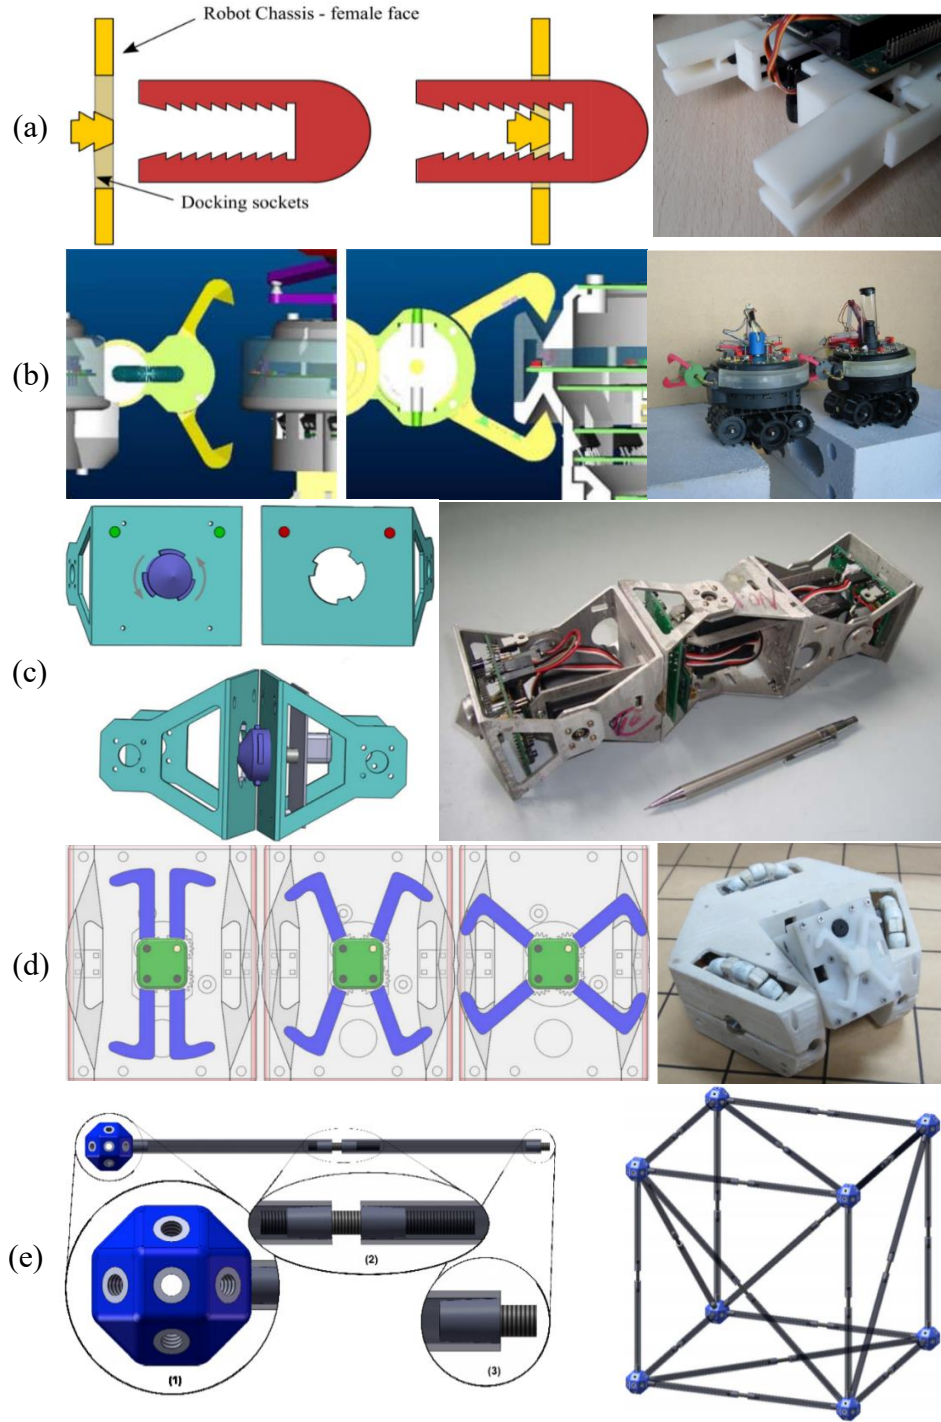 Robot Chassis - female face
(a)
Docking sockets
(b)
(c)
(d)
(e)
(1)
(2)
(3)